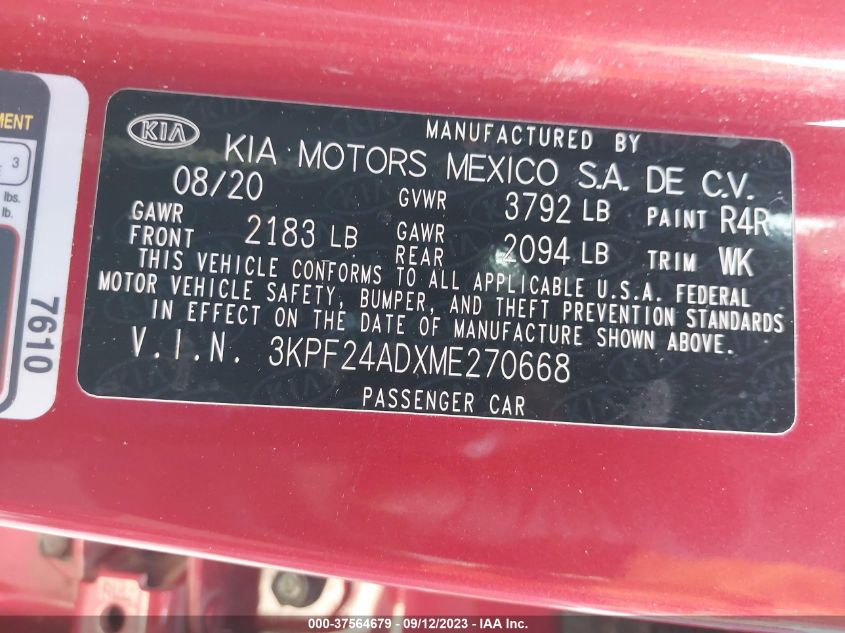 MENT
3
lbs.
lb.
7610
KIA
MANUFACTURED BY
KIA MOTORS MEXICO S.A. DE C.V.
08/20 GVWR 3792 LB PAINT R4R
GAWR FRONT 2183 LB GAWR REAR 2094 LB TRIM WK
THIS VEHICLE CONFORMS TO ALL APPLICABLE U.S.A. FEDERAL
MOTOR VEHICLE SAFETY, BUMPER, AND THEFT PREVENTION STANDARDS
IN EFFECT ON THE DATE OF MANUFACTURE SHOWN ABOVE.
V.I.N. 3KPF24ADXME270668
PASSENGER CAR
000-37564679 - 09/12/2023 - IAA Inc.